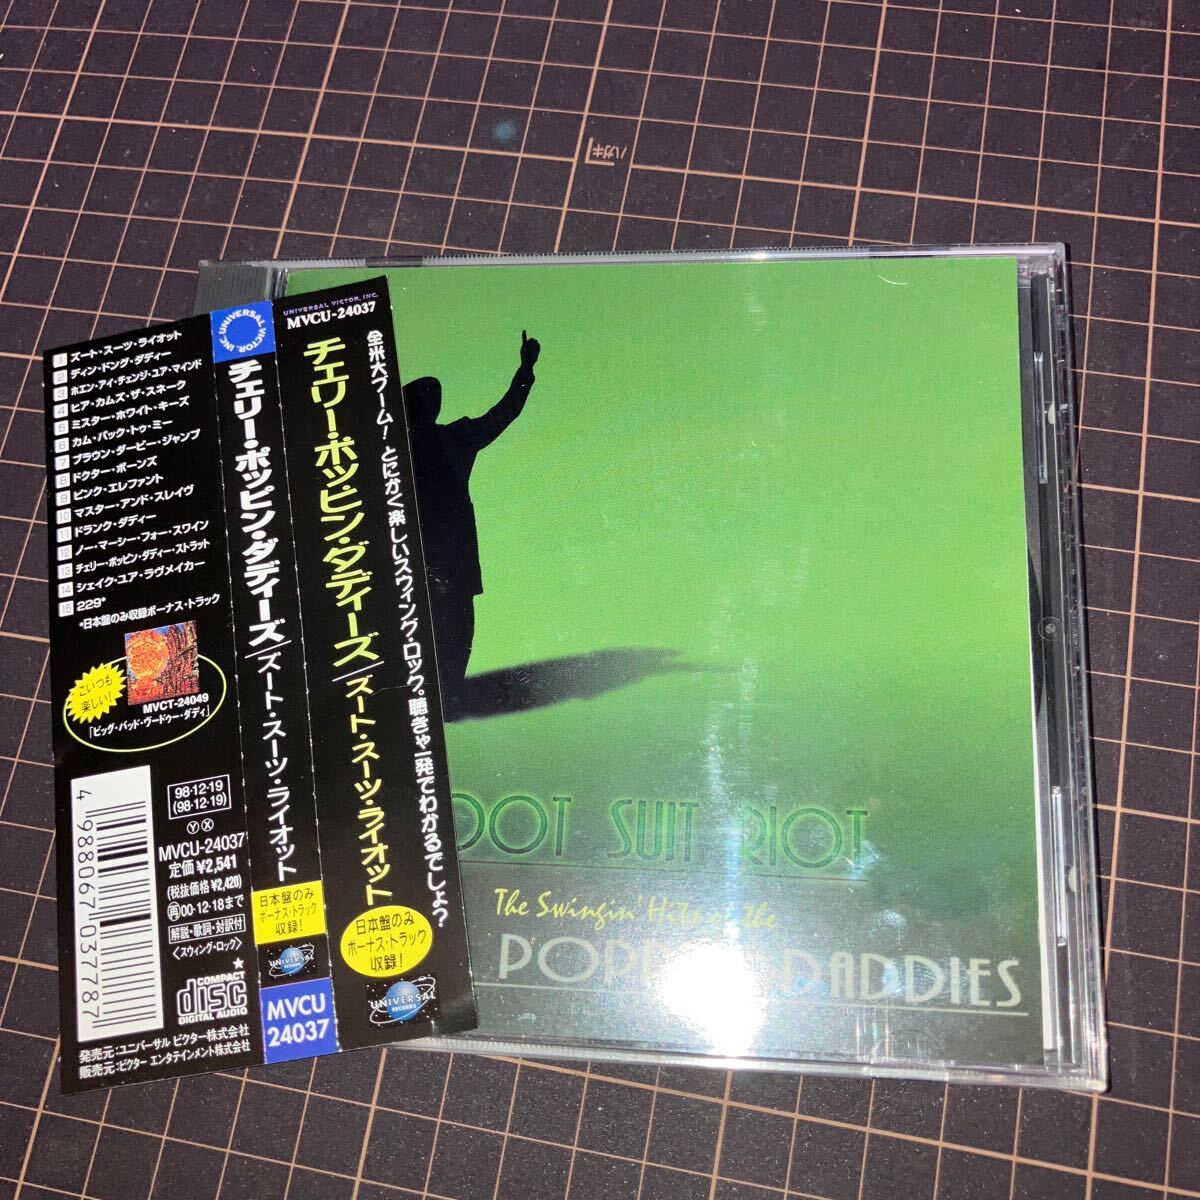 ハガキ
1 ズート・スーツ・ライオット
2 ディン・ドング・ダディー
3 ホエン・アイ・チェンジ・ユア・マインド
4 ヒア・カムズ・ザ・スネーク
5 ミスター・ホワイト・キーズ
6 カム・バック・トゥ・ミー
7 ブラウン・ダービー・ジャンプ
8 ドクター・ボーンズ
9 ピンク・エレファント
10 マスター・アンド・スレイヴ
11 ドランク・ダディー
12 ノー・マーシー・フォー・スワイン
13 チェリー・ポッピン・ダディー・ストラット
14 シェイク・ユア・ラヴメイカー
15 229*
*日本盤のみ収録ボーナス・トラック
こいつも
楽しい!
MVCT-24049
「ビッグ・バッド・ヴードゥー・ダディ」
4 988067 037787
98・12・19
(98・12・19)
Y X
MVCU-24037
定価¥2,541
(税抜価格¥2,420)
再00・12・18まで
解説・歌詞・対訳付
〈スウィング・ロック〉
COMPACT
disc
DIGITAL AUDIO
発売元:ユニバーサル ビクター株式会社
販売元:ビクター エンタテインメント株式会社
UNIVERSAL VICTOR, INC.
チェリー・ポッピン・ダディーズ/ズート・スーツ・ライオット
日本盤のみ
ボーナス・トラック
収録!
UNIVERSAL
RECORDS
MVCU
24037
UNIVERSAL VICTOR, INC.
MVCU-24037
全米大ブーム!とにかく楽しいスウィング・ロック。聴きゃ一発でわかるでしょ?
チェリー・ポッピン・ダディーズ/ズート・スーツ・ライオット
日本盤のみ
ボーナス・トラック
収録!
UNIVERSAL
RECORDS
OOT SUIT RIOT
The Swingin' Hits the
DADDIES